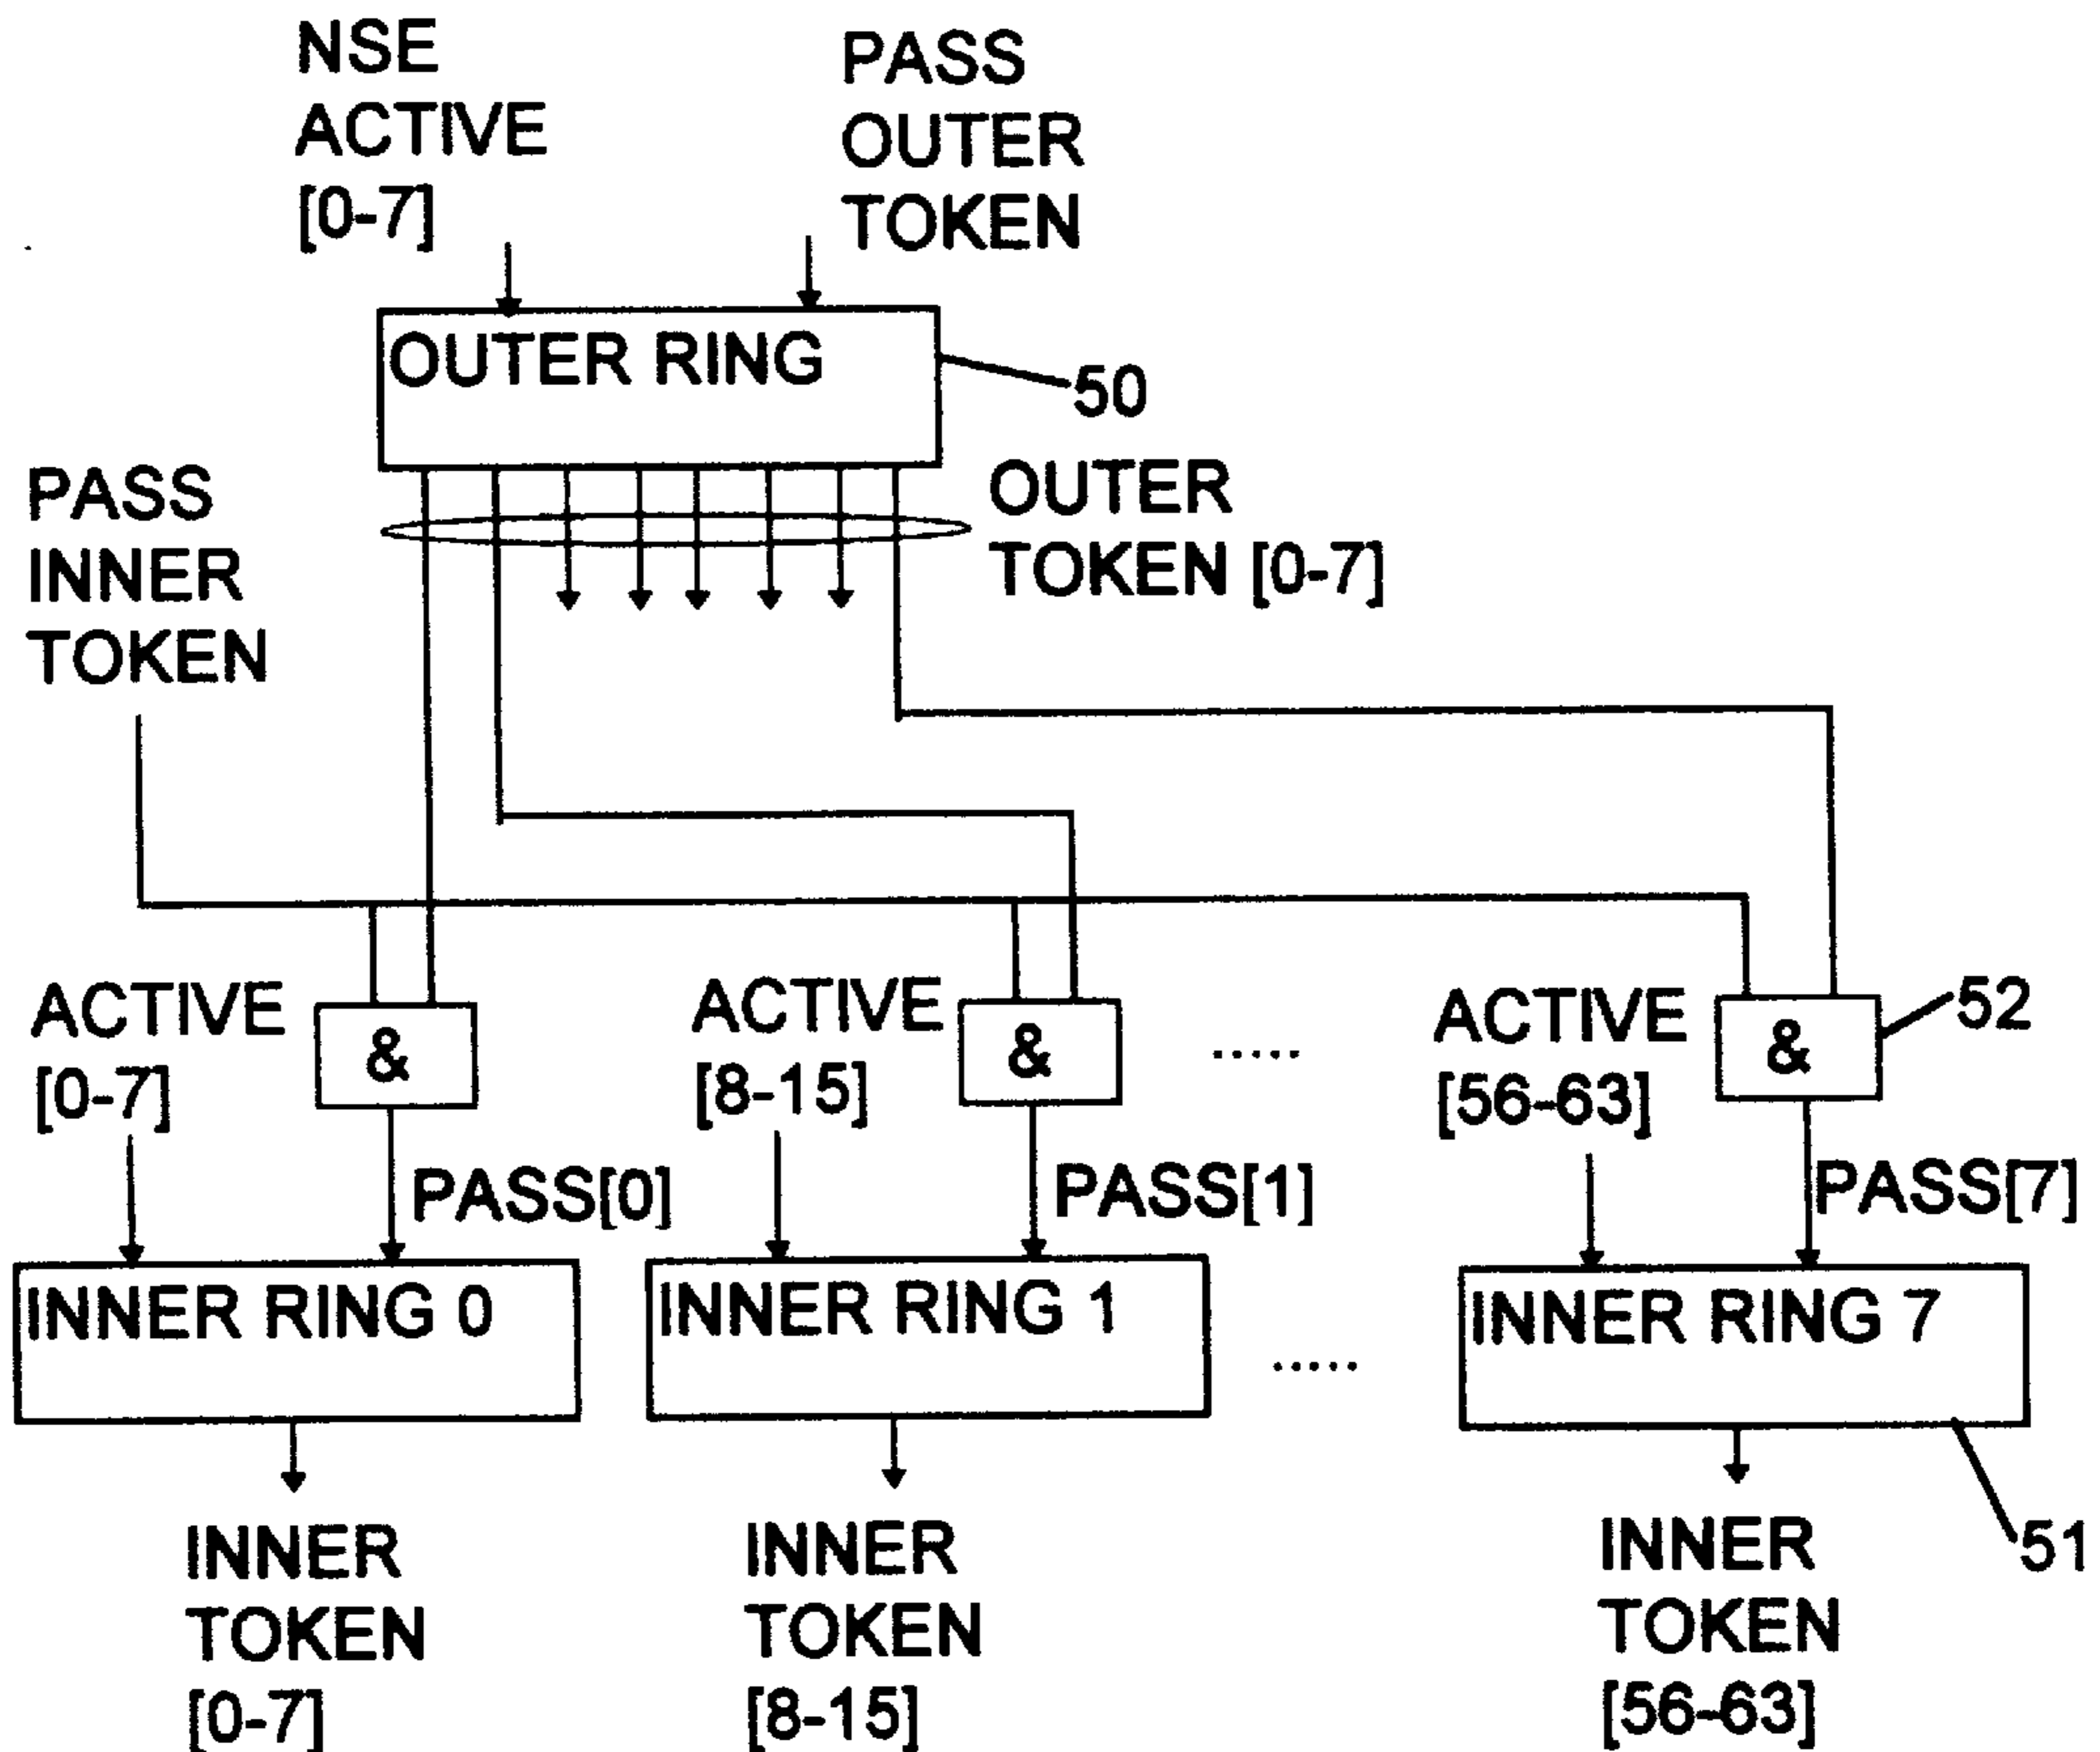 NSE
ACTIVE
[0-7]
PASS
OUTER
TOKEN
OUTER RING
50
OUTER
TOKEN [0-7]
PASS
INNER
TOKEN
ACTIVE
[0-7]
&
ACTIVE
[8-15]
&
.....
ACTIVE
[56-63]
&
52
PASS[0]
PASS[1]
PASS[7]
INNER RING 0
INNER RING 1
.....
INNER RING 7
51
INNER
TOKEN
[0-7]
INNER
TOKEN
[8-15]
INNER
TOKEN
[56-63]